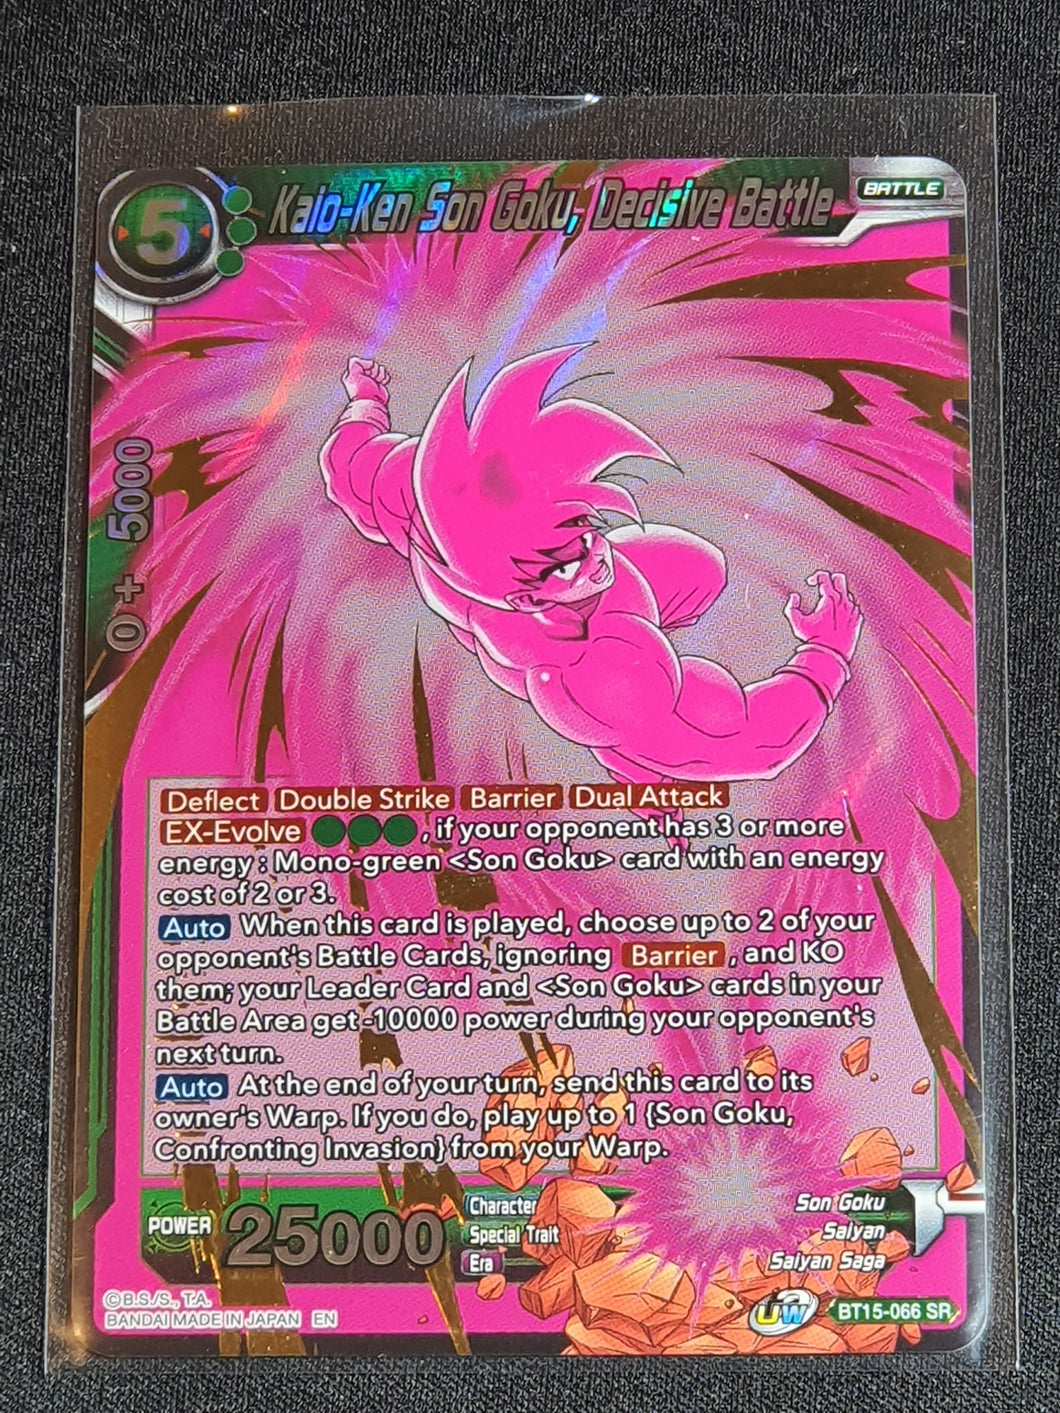 5
Kaio-Ken Son Goku, Decisive Battle
BATTLE
0 + 5000
Deflect Double Strike Barrier Dual Attack
EX-Evolve , if your opponent has 3 or more
energy : Mono-green <Son Goku> card with an energy
cost of 2 or 3.
Auto When this card is played, choose up to 2 of your
opponent's Battle Cards, ignoring Barrier , and KO
them; your Leader Card and <Son Goku> cards in your
Battle Area get -10000 power during your opponent's
next turn.
Auto At the end of your turn, send this card to its
owner's Warp. If you do, play up to 1 {Son Goku,
Confronting Invasion} from your Warp.
POWER 25000
Character Son Goku
Special Trait Saiyan
Era Saiyan Saga
©B.S./S., T.A.
BANDAI MADE IN JAPAN EN
UW
BT15-066 SR